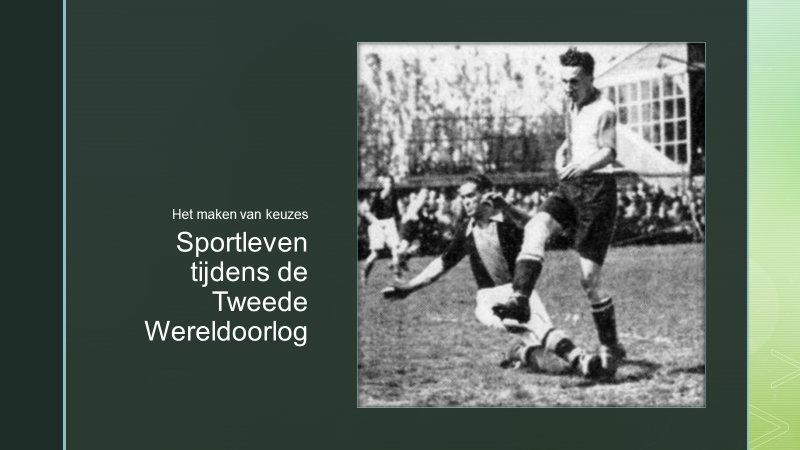 Het maken van keuzes
Sportleven
tijdens de
Tweede
Wereldoorlog